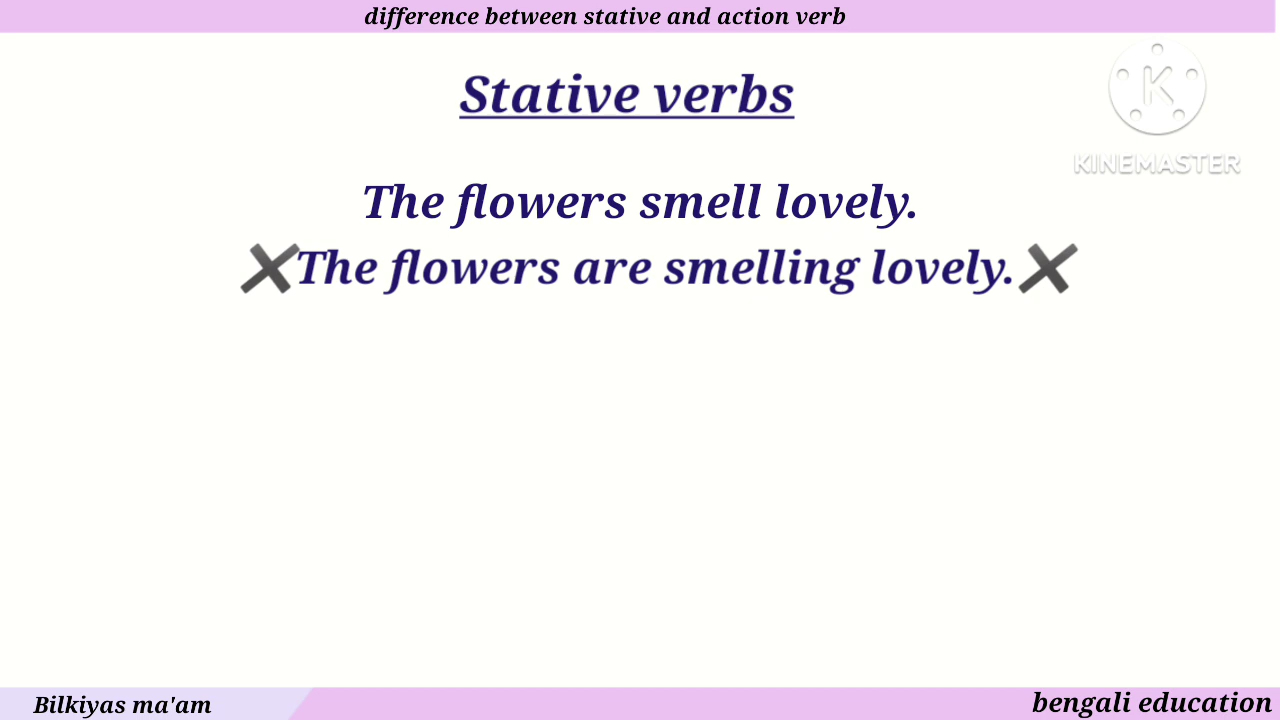 difference between stative and action verb
Stative verbs
KINEMASTER
The flowers smell lovely.
❌The flowers are smelling lovely.❌
Bilkiyas ma'am
bengali education